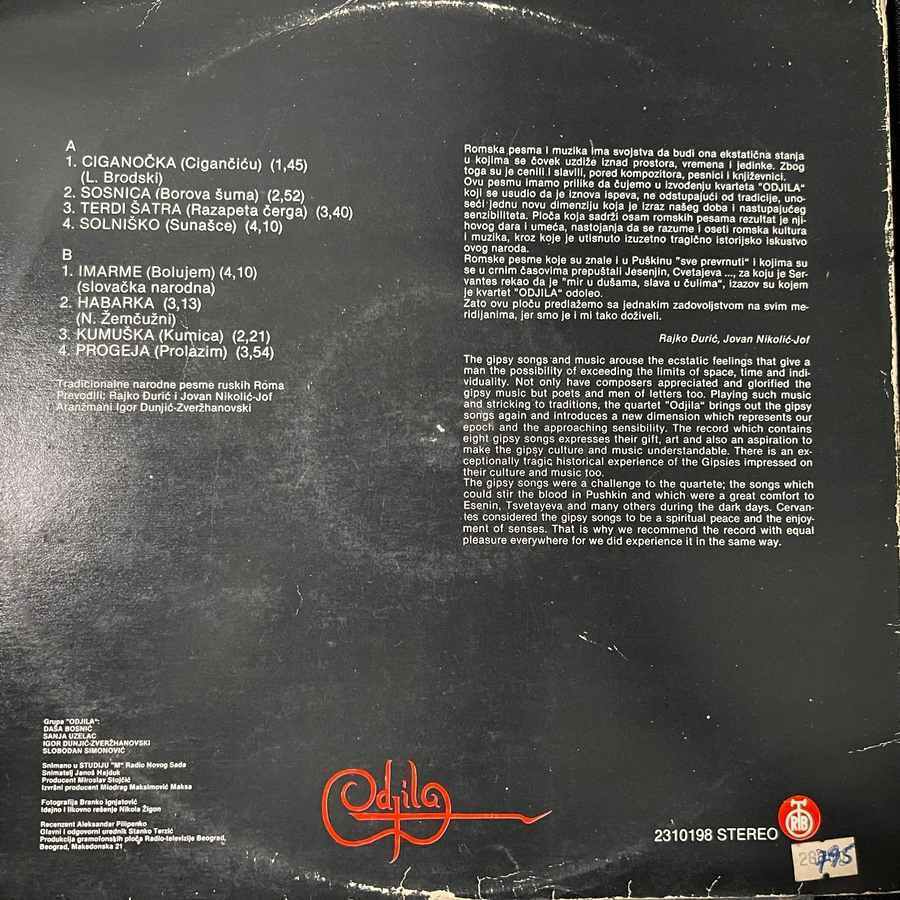 A
1. CIGANOČKA (Cigančiću) (1,45)
(L. Brodski)
2. SOSNICA (Borova šuma) (2,52)
3. TERDI ŠATRA (Razapeta čerga) (3,40)
4. SOLNIŠKO (Sunašce) (4,10)
B
1. IMARME (Bolujem) (4,10)
(slovačka narodna)
2. HABARKA (3,13)
(N. Žemčužni)
3. KUMUŠKA (Kumica) (2,21)
4. PROGEJA (Prolazim) (3,54)
Tradicionalne narodne pesme ruskih Roma
Prevodili: Rajko Đurić i Jovan Nikolić-Jof
Aranžmani Igor Dunjić-Zveržhanovski
Romska pesma i muzika ima svojstva da budi ona ekstatična stanja
u kojima se čovek uzdiže iznad prostora, vremena i jedinke. Zbog
toga su je cenili i slavili, pored kompozitora, pesnici i književnici.
Ovu pesmu imamo prilike da čujemo u izvođenju kvarteta "ODJILA"
koji se usudio da je iznova ispeva, ne odstupajući od tradicije, uno-
seći jednu novu dimenziju koja je izraz našeg doba i nastupajućeg
senzibiliteta. Ploča koja sadrži osam romskih pesama rezultat je nji-
hovog dara i umeća, nastojanja da se razume i oseti romska kultura
i muzika, kroz koje je utisnuto izuzetno tragično istorijsko iskustvo
ovog naroda.
Romske pesme koje su znale i u Puškinu "sve prevrnuti" i kojima su
se u crnim časovima prepuštali Jesenjin, Cvetajeva ..., za koju je Ser-
vantes rekao da je "mir u dušama, slava u čulima", izazov su kojem
je kvartet "ODJILA" odoleo.
Zato ovu ploču predlažemo sa jednakim zadovoljstvom na svim me-
ridijanima, jer smo je i mi tako doživeli.
Rajko Đurić, Jovan Nikolić-Jof
The gipsy songs and music arouse the ecstatic feelings that give a
man the possibility of exceeding the limits of space, time and indi-
viduality. Not only have composers appreciated and glorified the
gipsy music but poets and men of letters too. Playing such music
and stricking to traditions, the quartet "Odjila" brings out the gipsy
songs again and introduces a new dimension which represents our
epoch and the approaching sensibility. The record which contains
eight gipsy songs expresses their gift, art and also an aspiration to
make the gipsy culture and music understandable. There is an ex-
ceptionally tragic historical experience of the Gipsies impressed on
their culture and music too.
The gipsy songs were a challenge to the quartete; the songs which
could stir the blood in Pushkin and which were a great comfort to
Esenin, Tsvetayeva and many others during the dark days. Cervan-
tes considered the gipsy songs to be a spiritual peace and the enjoy-
ment of senses. That is why we recommend the record with equal
pleasure everywhere for we did experience it in the same way.
Grupa "ODJILA":
DAŠA BOSNIĆ
SANJA UZELAC
IGOR DUNJIĆ-ZVERŽHANOVSKI
SLOBODAN SIMONOVIĆ
Snimano u STUDIJU "M" Radio Novog Sada
Snimatelj Janoš Hajduk
Producent Miroslav Stojčić
Izvršni producent Miodrag Maksimović Maksa
Fotografija Branko Ignjatović
Idejno i likovno rešenje Nikola Žigon
Recenzent Aleksandar Pilipenko
Glavni i odgovorni urednik Stanko Terzić
Produkcija gramofonskih ploča Radio-televizije Beograd,
Beograd, Makedonska 21
Odjila
2310198 STEREO
RTB
795